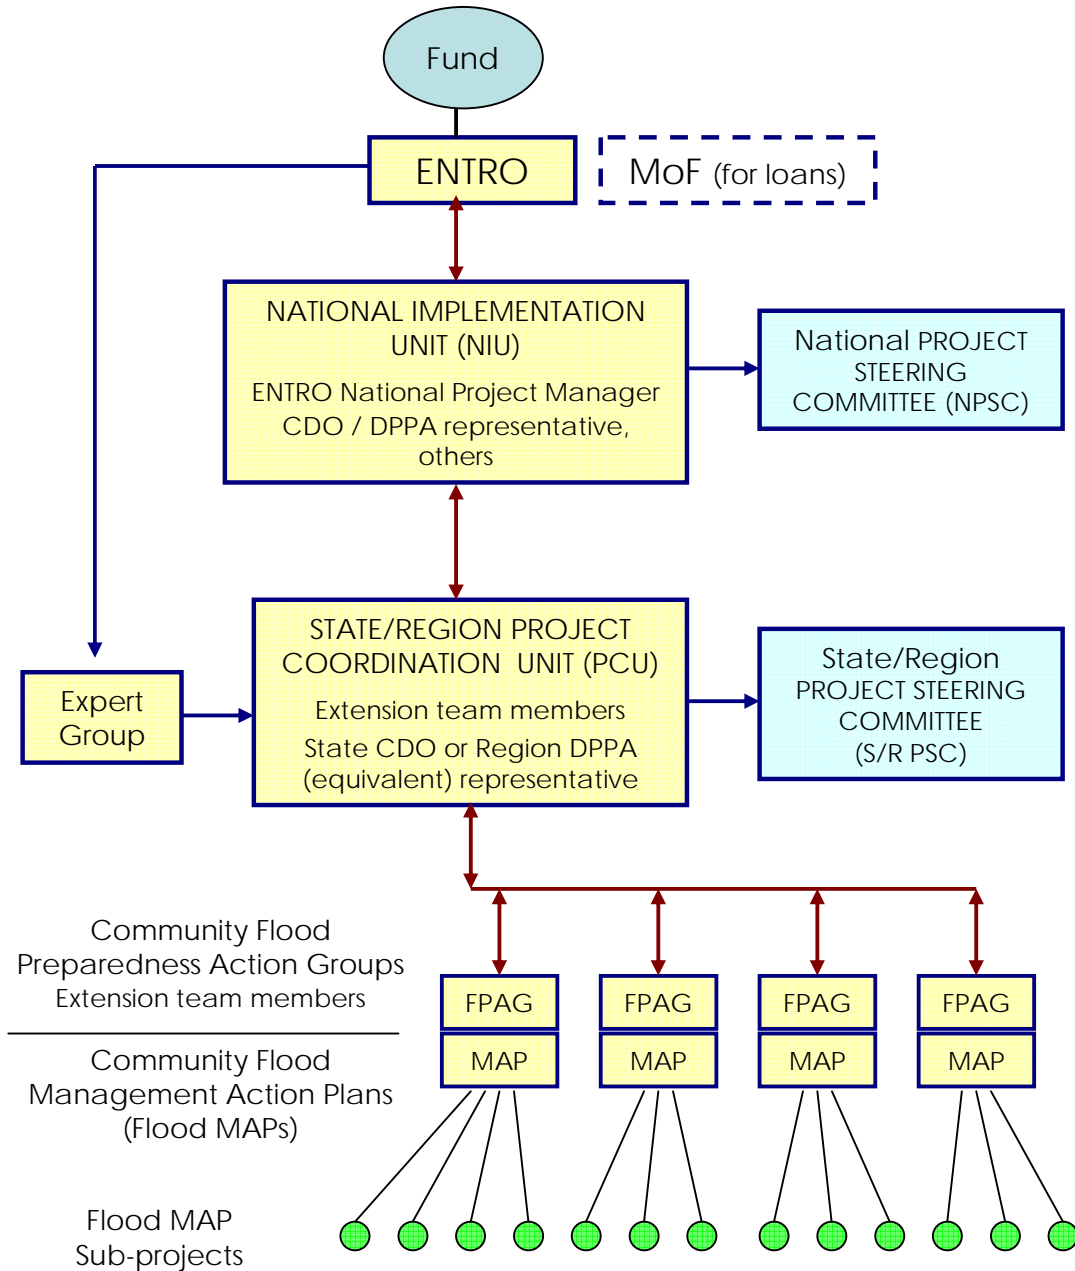 Fund
ENTRO
MoF (for loans)
NATIONAL IMPLEMENTATION
UNIT (NIU)
ENTRO National Project Manager
CDO / DPPA representative,
others
National PROJECT
STEERING
COMMITTEE (NPSC)
STATE/REGION PROJECT
COORDINATION UNIT (PCU)
Extension team members
State CDO or Region DPPA
(equivalent) representative
State/Region
PROJECT STEERING
COMMITTEE
(S/R PSC)
Expert
Group
Community Flood
Preparedness Action Groups
Extension team members
FPAG
FPAG
FPAG
FPAG
MAP
MAP
MAP
MAP
Community Flood
Management Action Plans
(Flood MAPs)
Flood MAP
Sub-projects